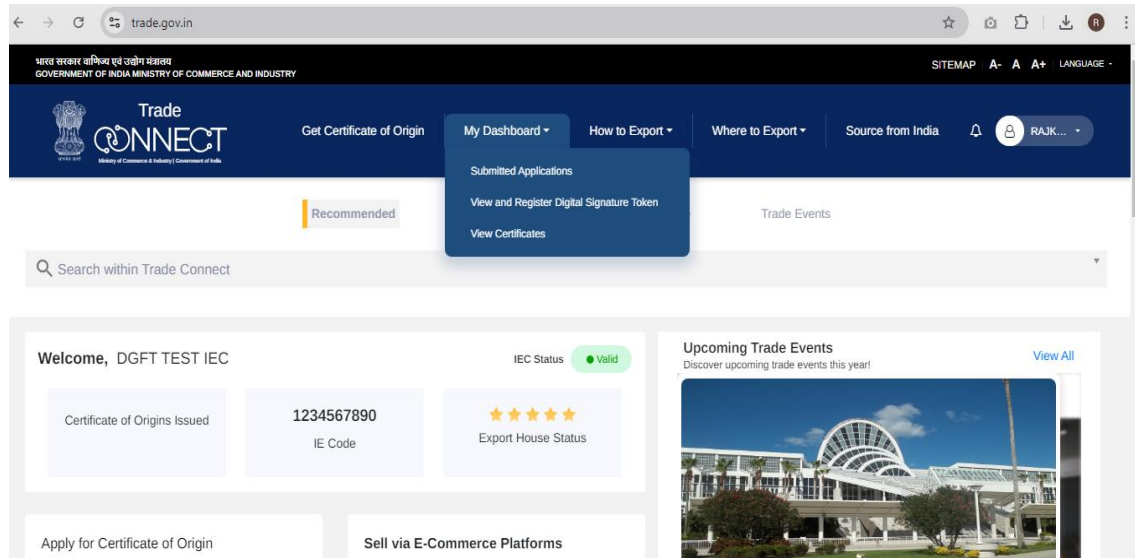 trade.gov.in
R
भारत सरकार वाणिज्य एवं उद्योग मंत्रालय
GOVERNMENT OF INDIA MINISTRY OF COMMERCE AND INDUSTRY
SITEMAP A- A A+ LANGUAGE
Trade
CONNECT
Ministry of Commerce & Industry | Government of India
Get Certificate of Origin
My Dashboard
How to Export
Where to Export
Source from India
RAJK...
Submitted Applications
View and Register Digital Signature Token
View Certificates
Recommended
Trade Events
Search within Trade Connect
Welcome, DGFT TEST IEC
IEC Status Valid
Certificate of Origins Issued
1234567890
IE Code
Export House Status
Upcoming Trade Events
View All
Discover upcoming trade events this year!
Apply for Certificate of Origin
Sell via E-Commerce Platforms